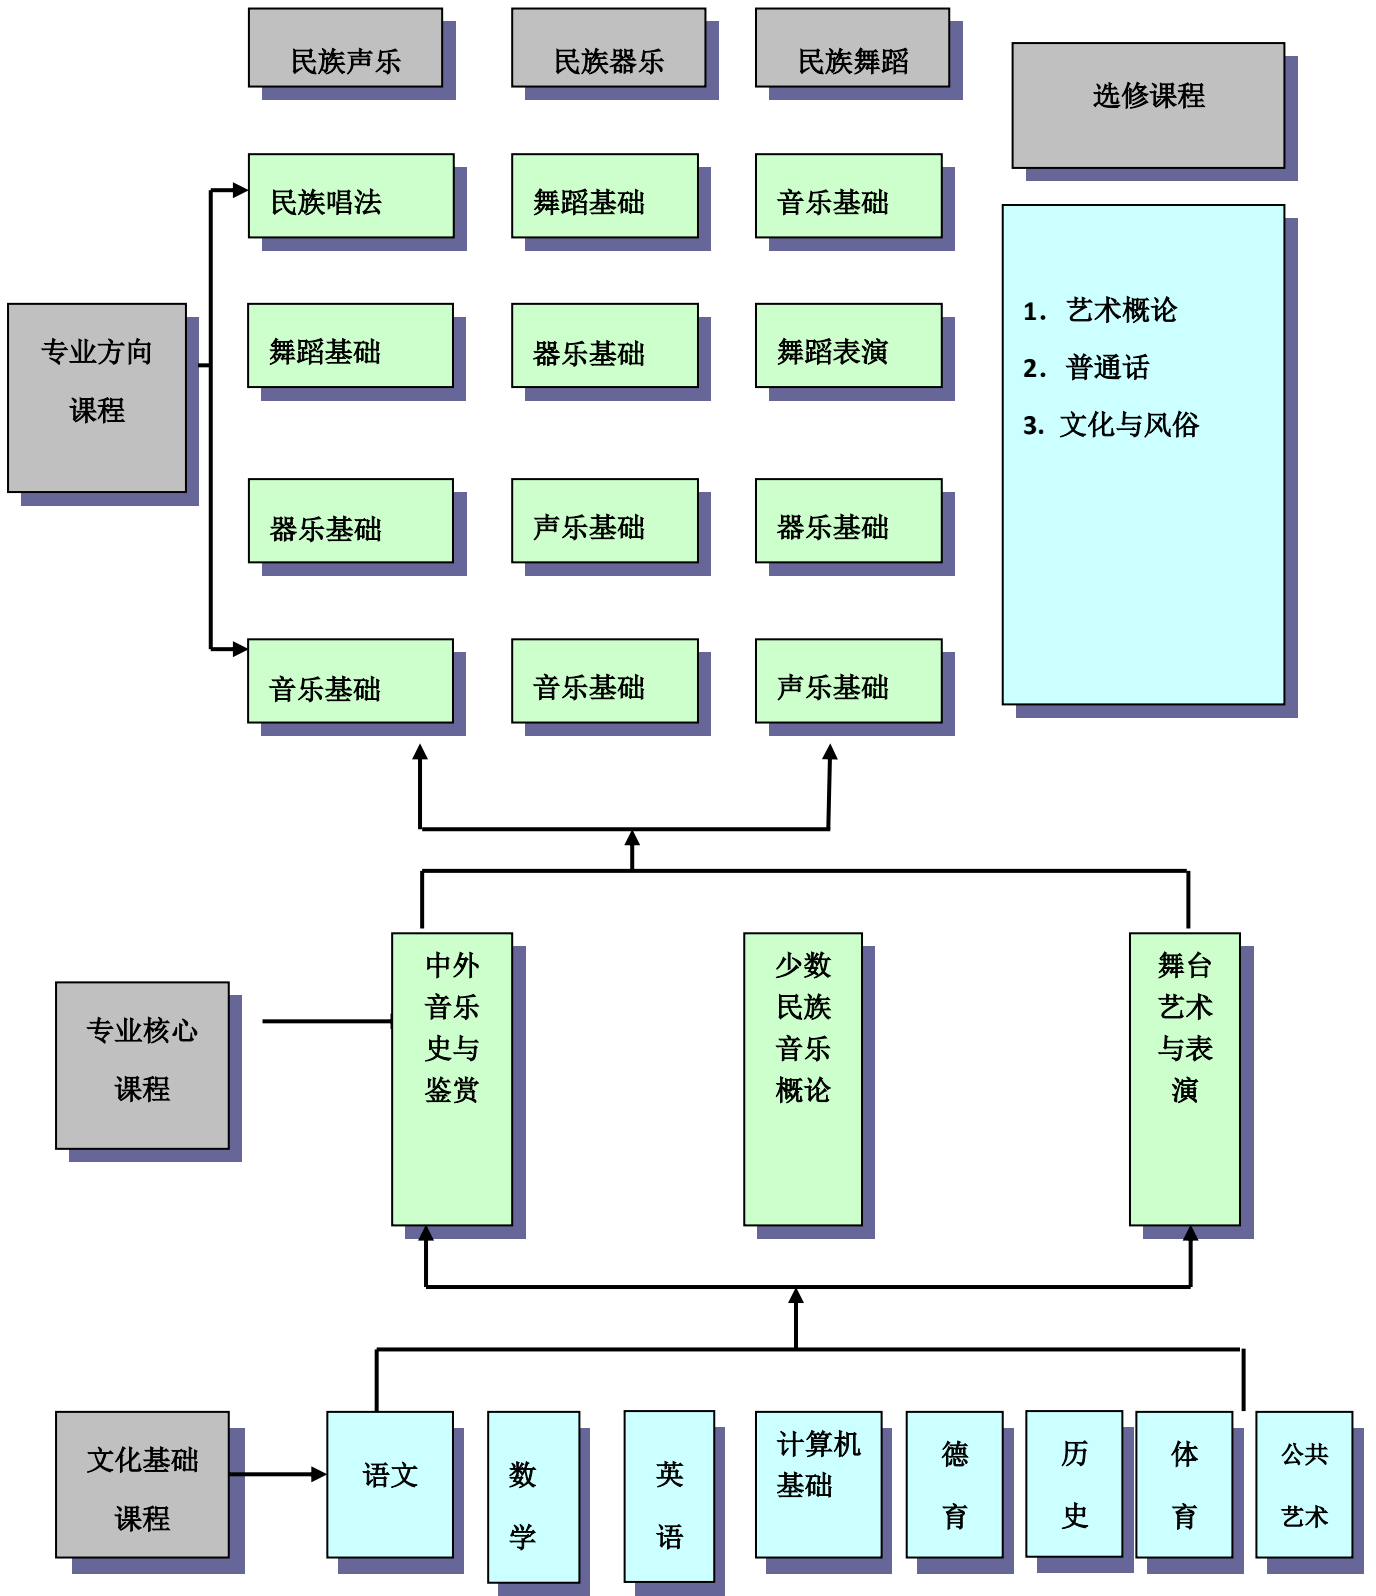 民族声乐
民族器乐
民族舞蹈
选修课程
民族唱法
舞蹈基础
音乐基础
专业方向
课程
舞蹈基础
器乐基础
舞蹈表演
1. 艺术概论
2. 普通话
3. 文化与风俗
器乐基础
声乐基础
器乐基础
音乐基础
音乐基础
声乐基础
专业核心
课程
中外
音乐
史与
鉴赏
少数
民族
音乐
概论
舞台
艺术
与表
演
文化基础
课程
语文
数
学
英
语
计算机
基础
德
育
历
史
体
育
公共
艺术